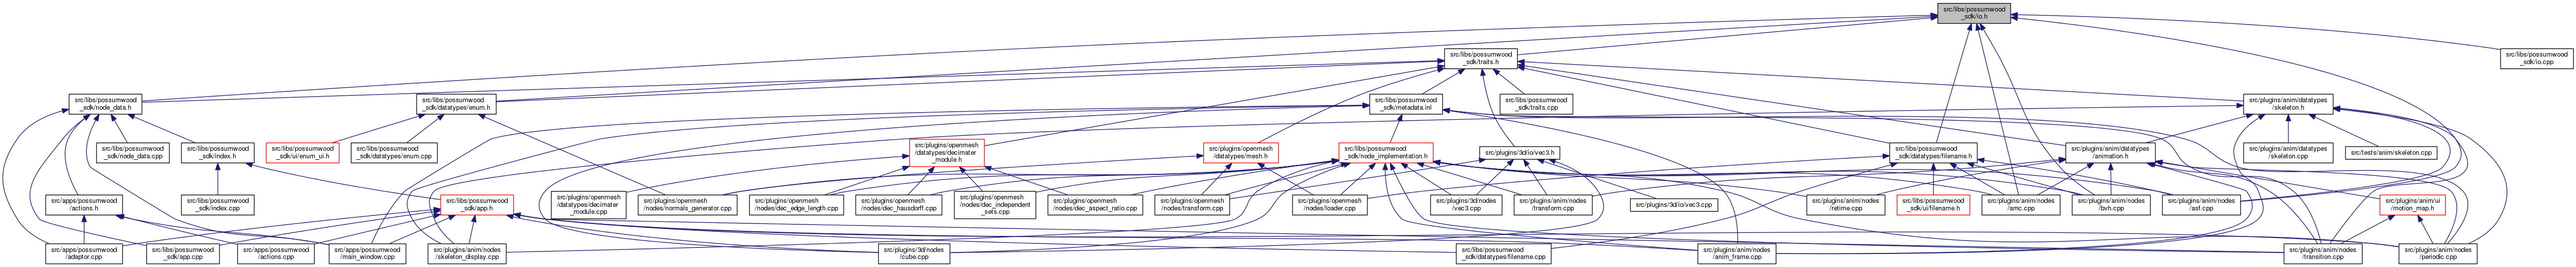 src/libs/possumwood
_sdk/io.h
src/libs/possumwood
_sdk/traits.h
src/libs/possumwood
_sdk/io.cpp
src/libs/possumwood
_sdk/node_data.h
src/libs/possumwood
_sdk/datatypes/enum.h
src/libs/possumwood
_sdk/metadata.inl
src/libs/possumwood
_sdk/traits.cpp
src/plugins/anim/datatypes
/skeleton.h
src/libs/possumwood
_sdk/node_data.cpp
src/libs/possumwood
_sdk/index.h
src/libs/possumwood
_sdk/ui/enum_ui.h
src/libs/possumwood
_sdk/datatypes/enum.cpp
src/plugins/openmesh
/datatypes/decimater
_module.h
src/plugins/openmesh
/datatypes/mesh.h
src/libs/possumwood
_sdk/node_implementation.h
src/plugins/3d/io/vec3.h
src/libs/possumwood
_sdk/datatypes/filename.h
src/plugins/anim/datatypes
/animation.h
src/plugins/anim/datatypes
/skeleton.cpp
src/tests/anim/skeleton.cpp
src/apps/possumwood
/actions.h
src/libs/possumwood
_sdk/index.cpp
src/libs/possumwood
_sdk/app.h
src/plugins/openmesh
/datatypes/decimater
_module.cpp
src/plugins/openmesh
/nodes/normals_generator.cpp
src/plugins/openmesh
/nodes/dec_edge_length.cpp
src/plugins/openmesh
/nodes/dec_hausdorff.cpp
src/plugins/openmesh
/nodes/dec_independent
_sets.cpp
src/plugins/openmesh
/nodes/dec_aspect_ratio.cpp
src/plugins/openmesh
/nodes/transform.cpp
src/plugins/openmesh
/nodes/loader.cpp
src/plugins/3d/nodes
/vec3.cpp
src/plugins/anim/nodes
/transform.cpp
src/plugins/3d/io/vec3.cpp
src/plugins/anim/nodes
/retime.cpp
src/libs/possumwood
_sdk/ui/filename.h
src/plugins/anim/nodes
/amc.cpp
src/plugins/anim/nodes
/bvh.cpp
src/plugins/anim/nodes
/asf.cpp
src/plugins/anim/ui
/motion_map.h
src/apps/possumwood
/adaptor.cpp
src/libs/possumwood
_sdk/app.cpp
src/apps/possumwood
/actions.cpp
src/apps/possumwood
/main_window.cpp
src/plugins/anim/nodes
/skeleton_display.cpp
src/plugins/3d/nodes
/cube.cpp
src/libs/possumwood
_sdk/datatypes/filename.cpp
src/plugins/anim/nodes
/anim_frame.cpp
src/plugins/anim/nodes
/transition.cpp
src/plugins/anim/nodes
/periodic.cpp